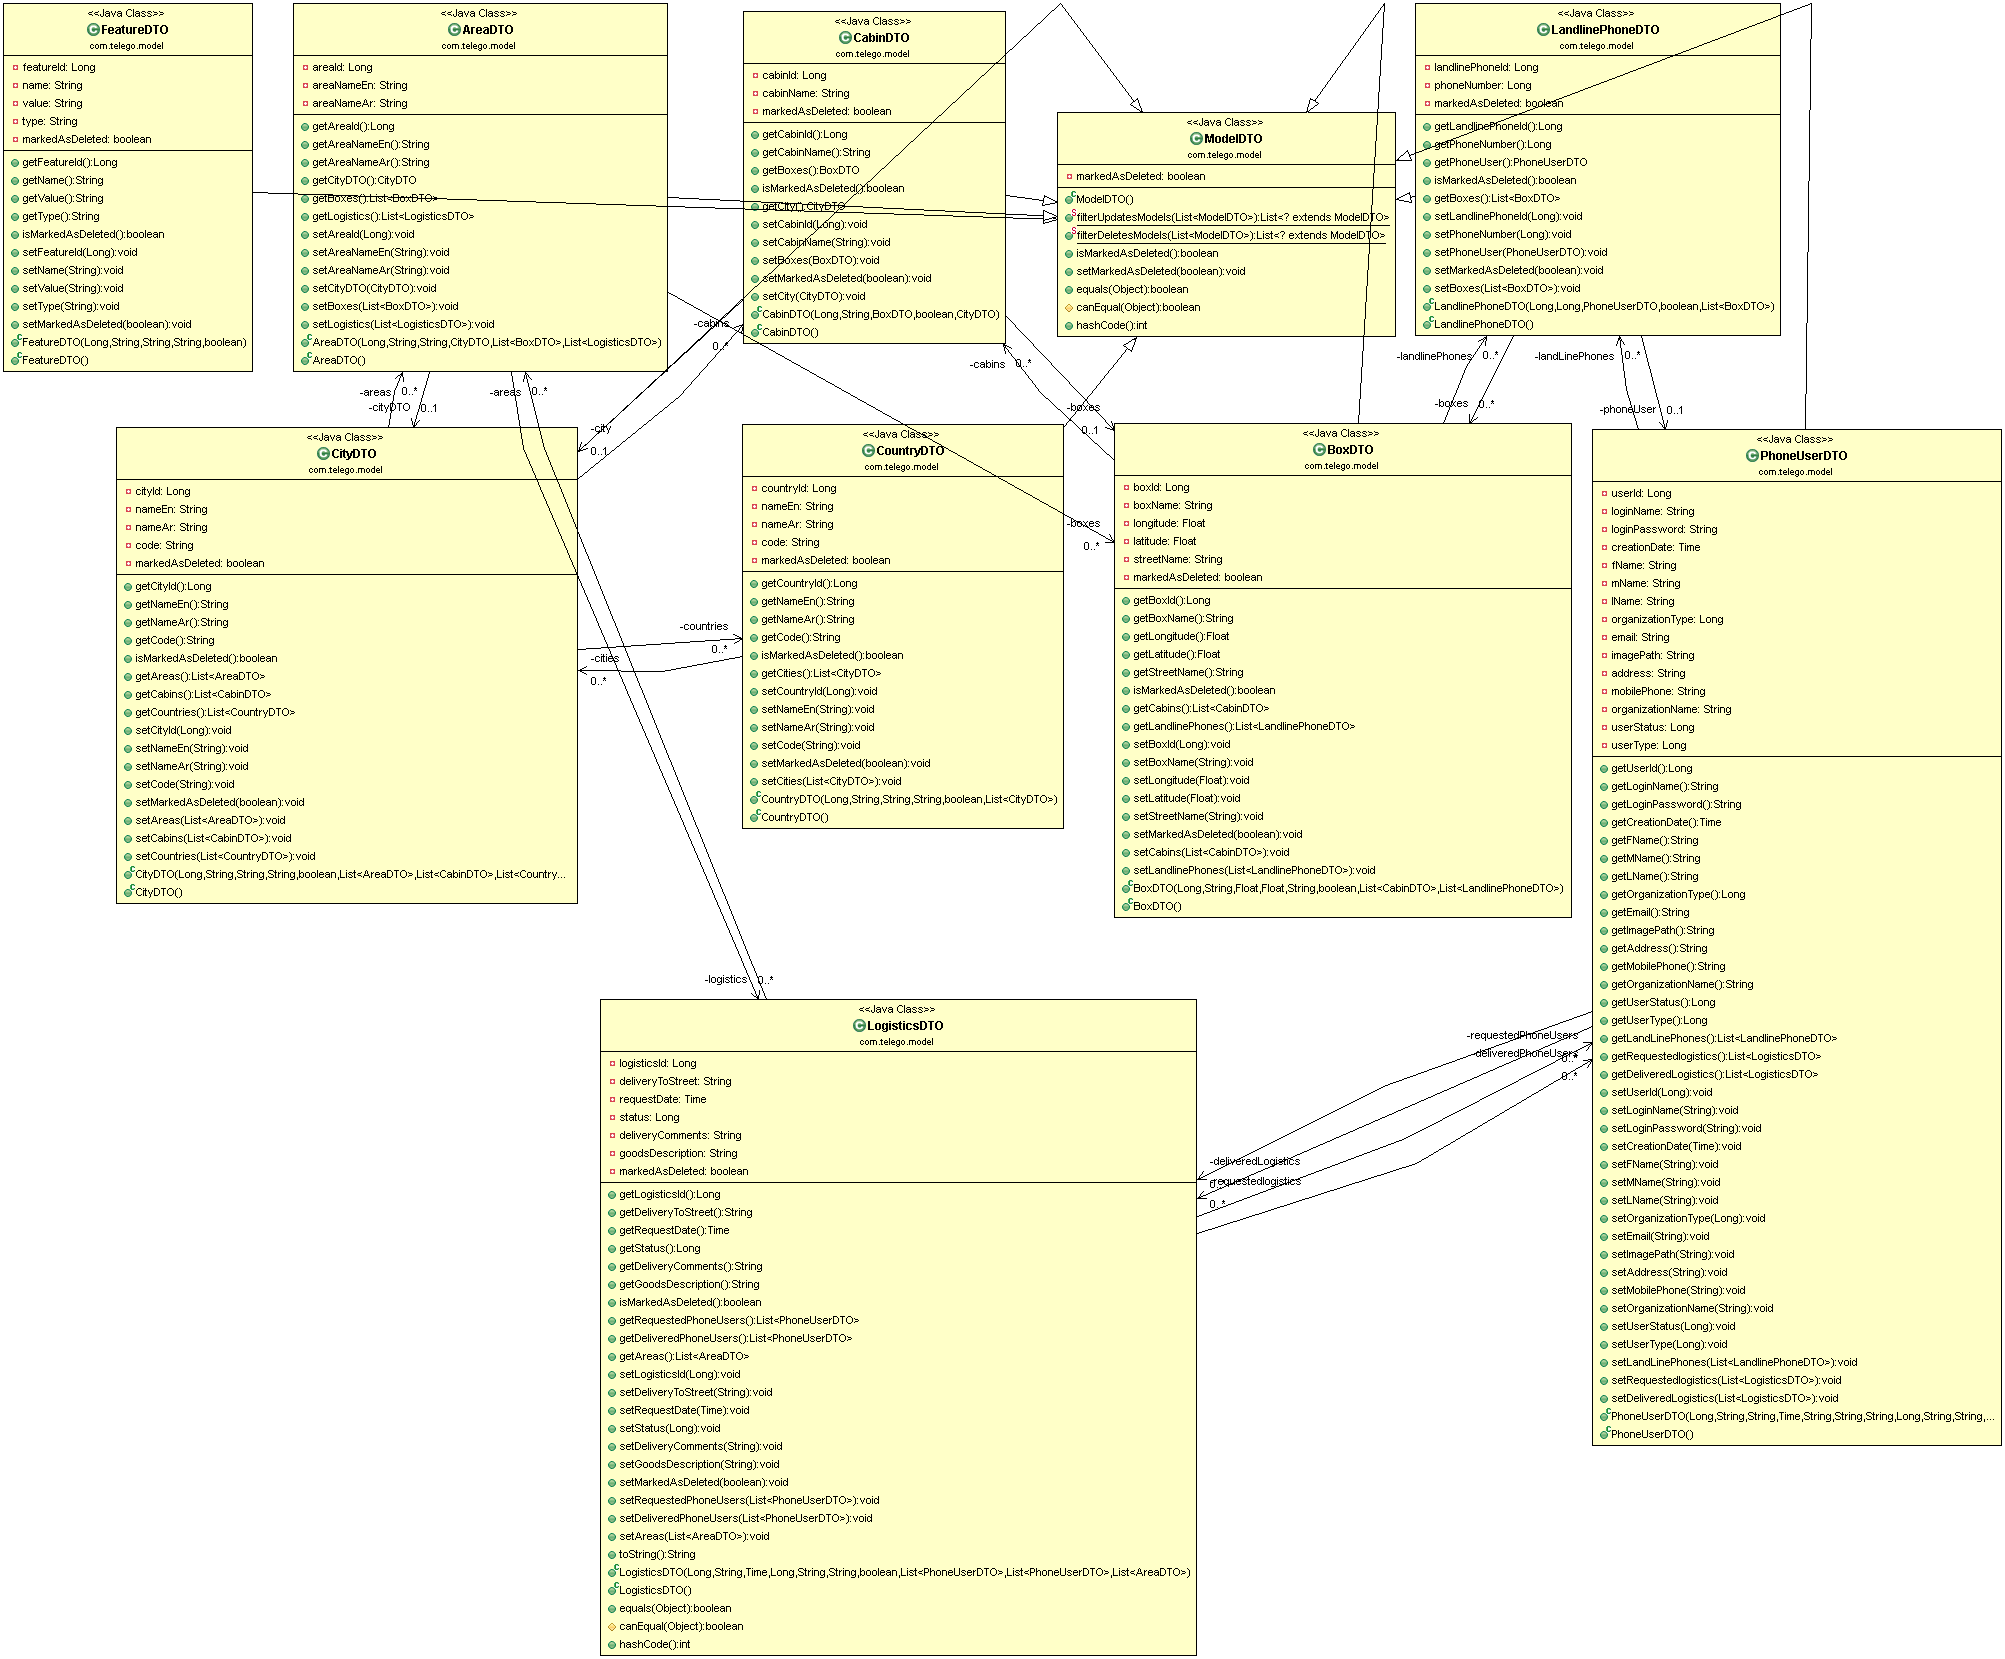 <<Java Class>>
FeatureDTO
com.telego.model
featureId: Long
name: String
value: String
type: String
markedAsDeleted: boolean
getFeatureId():Long
getName():String
getValue():String
getType():String
isMarkedAsDeleted():boolean
setFeatureId(Long):void
setName(String):void
setValue(String):void
setType(String):void
setMarkedAsDeleted(boolean):void
FeatureDTO(Long,String,String,String,boolean)
FeatureDTO()
<<Java Class>>
AreaDTO
com.telego.model
areaId: Long
areaNameEn: String
areaNameAr: String
getAreaId():Long
getAreaNameEn():String
getAreaNameAr():String
getCityDTO():CityDTO
getBoxes():List<BoxDTO>
getLogistics():List<LogisticsDTO>
setAreaId(Long):void
setAreaNameEn(String):void
setAreaNameAr(String):void
setCityDTO(CityDTO):void
setBoxes(List<BoxDTO>):void
setLogistics(List<LogisticsDTO>):void
AreaDTO(Long,String,String,CityDTO,List<BoxDTO>,List<LogisticsDTO>)
AreaDTO()
<<Java Class>>
CabinDTO
com.telego.model
cabinId: Long
cabinName: String
markedAsDeleted: boolean
getCabinId():Long
getCabinName():String
getBoxes():BoxDTO
isMarkedAsDeleted():boolean
getCity():CityDTO
setCabinId(Long):void
setCabinName(String):void
setBoxes(BoxDTO):void
setMarkedAsDeleted(boolean):void
setCity(CityDTO):void
CabinDTO(Long,String,BoxDTO,boolean,CityDTO)
CabinDTO()
<<Java Class>>
ModelDTO
com.telego.model
markedAsDeleted: boolean
ModelDTO()
filterUpdatesModels(List<ModelDTO>):List<? extends ModelDTO>
filterDeletesModels(List<ModelDTO>):List<? extends ModelDTO>
isMarkedAsDeleted():boolean
setMarkedAsDeleted(boolean):void
equals(Object):boolean
canEqual(Object):boolean
hashCode():int
<<Java Class>>
LandlinePhoneDTO
com.telego.model
landlinePhoneId: Long
phoneNumber: Long
markedAsDeleted: boolean
getLandlinePhoneId():Long
getPhoneNumber():Long
getPhoneUser():PhoneUserDTO
isMarkedAsDeleted():boolean
getBoxes():List<BoxDTO>
setLandlinePhoneId(Long):void
setPhoneNumber(Long):void
setPhoneUser(PhoneUserDTO):void
setMarkedAsDeleted(boolean):void
setBoxes(List<BoxDTO>):void
LandlinePhoneDTO(Long,Long,PhoneUserDTO,boolean,List<BoxDTO>)
LandlinePhoneDTO()
-cabins
0..*
-areas 0..*
-cityDTO 0..1
-areas 0..*
-city
0..1
-cabins 0..*
-boxes
0..1
-boxes
0..*
-landlinePhones 0..*
-boxes 0..*
-landLinePhones 0..*
-phoneUser 0..1
<<Java Class>>
CityDTO
com.telego.model
cityId: Long
nameEn: String
nameAr: String
code: String
markedAsDeleted: boolean
getCityId():Long
getNameEn():String
getNameAr():String
getCode():String
isMarkedAsDeleted():boolean
getAreas():List<AreaDTO>
getCabins():List<CabinDTO>
getCountries():List<CountryDTO>
setCityId(Long):void
setNameEn(String):void
setNameAr(String):void
setCode(String):void
setMarkedAsDeleted(boolean):void
setAreas(List<AreaDTO>):void
setCabins(List<CabinDTO>):void
setCountries(List<CountryDTO>):void
CityDTO(Long,String,String,String,boolean,List<AreaDTO>,List<CabinDTO>,List<Country...
CityDTO()
-countries
0..*
-cities
0..*
<<Java Class>>
CountryDTO
com.telego.model
countryId: Long
nameEn: String
nameAr: String
code: String
markedAsDeleted: boolean
getCountryId():Long
getNameEn():String
getNameAr():String
getCode():String
isMarkedAsDeleted():boolean
getCities():List<CityDTO>
setCountryId(Long):void
setNameEn(String):void
setNameAr(String):void
setCode(String):void
setMarkedAsDeleted(boolean):void
setCities(List<CityDTO>):void
CountryDTO(Long,String,String,String,boolean,List<CityDTO>)
CountryDTO()
<<Java Class>>
BoxDTO
com.telego.model
boxId: Long
boxName: String
longitude: Float
latitude: Float
streetName: String
markedAsDeleted: boolean
getBoxId():Long
getBoxName():String
getLongitude():Float
getLatitude():Float
getStreetName():String
isMarkedAsDeleted():boolean
getCabins():List<CabinDTO>
getLandlinePhones():List<LandlinePhoneDTO>
setBoxId(Long):void
setBoxName(String):void
setLongitude(Float):void
setLatitude(Float):void
setStreetName(String):void
setMarkedAsDeleted(boolean):void
setCabins(List<CabinDTO>):void
setLandlinePhones(List<LandlinePhoneDTO>):void
BoxDTO(Long,String,Float,Float,String,boolean,List<CabinDTO>,List<LandlinePhoneDTO>)
BoxDTO()
<<Java Class>>
PhoneUserDTO
com.telego.model
userId: Long
loginName: String
loginPassword: String
creationDate: Time
fName: String
mName: String
lName: String
organizationType: Long
email: String
imagePath: String
address: String
mobilePhone: String
organizationName: String
userStatus: Long
userType: Long
getUserId():Long
getLoginName():String
getLoginPassword():String
getCreationDate():Time
getFName():String
getMName():String
getLName():String
getOrganizationType():Long
getEmail():String
getImagePath():String
getAddress():String
getMobilePhone():String
getOrganizationName():String
getUserStatus():Long
getUserType():Long
getLandLinePhones():List<LandlinePhoneDTO>
getRequestedlogistics():List<LogisticsDTO>
getDeliveredLogistics():List<LogisticsDTO>
setUserId(Long):void
setLoginName(String):void
setLoginPassword(String):void
setCreationDate(Time):void
setFName(String):void
setMName(String):void
setLName(String):void
setOrganizationType(Long):void
setEmail(String):void
setImagePath(String):void
setAddress(String):void
setMobilePhone(String):void
setOrganizationName(String):void
setUserStatus(Long):void
setUserType(Long):void
setLandLinePhones(List<LandlinePhoneDTO>):void
setRequestedlogistics(List<LogisticsDTO>):void
setDeliveredLogistics(List<LogisticsDTO>):void
PhoneUserDTO(Long,String,String,Time,String,String,String,Long,String,String,...
PhoneUserDTO()
-logistics 0..*
<<Java Class>>
LogisticsDTO
com.telego.model
logisticsId: Long
deliveryToStreet: String
requestDate: Time
status: Long
deliveryComments: String
goodsDescription: String
markedAsDeleted: boolean
getLogisticsId():Long
getDeliveryToStreet():String
getRequestDate():Time
getStatus():Long
getDeliveryComments():String
getGoodsDescription():String
isMarkedAsDeleted():boolean
getRequestedPhoneUsers():List<PhoneUserDTO>
getDeliveredPhoneUsers():List<PhoneUserDTO>
getAreas():List<AreaDTO>
setLogisticsId(Long):void
setDeliveryToStreet(String):void
setRequestDate(Time):void
setStatus(Long):void
setDeliveryComments(String):void
setGoodsDescription(String):void
setMarkedAsDeleted(boolean):void
setRequestedPhoneUsers(List<PhoneUserDTO>):void
setDeliveredPhoneUsers(List<PhoneUserDTO>):void
setAreas(List<AreaDTO>):void
toString():String
LogisticsDTO(Long,String,Time,Long,String,String,boolean,List<PhoneUserDTO>,List<PhoneUserDTO>,List<AreaDTO>)
LogisticsDTO()
equals(Object):boolean
canEqual(Object):boolean
hashCode():int
-requestedPhoneUsers
-deliveredPhoneUsers
0..*
0..*
-deliveredLogistics
-requestedlogistics
0..*